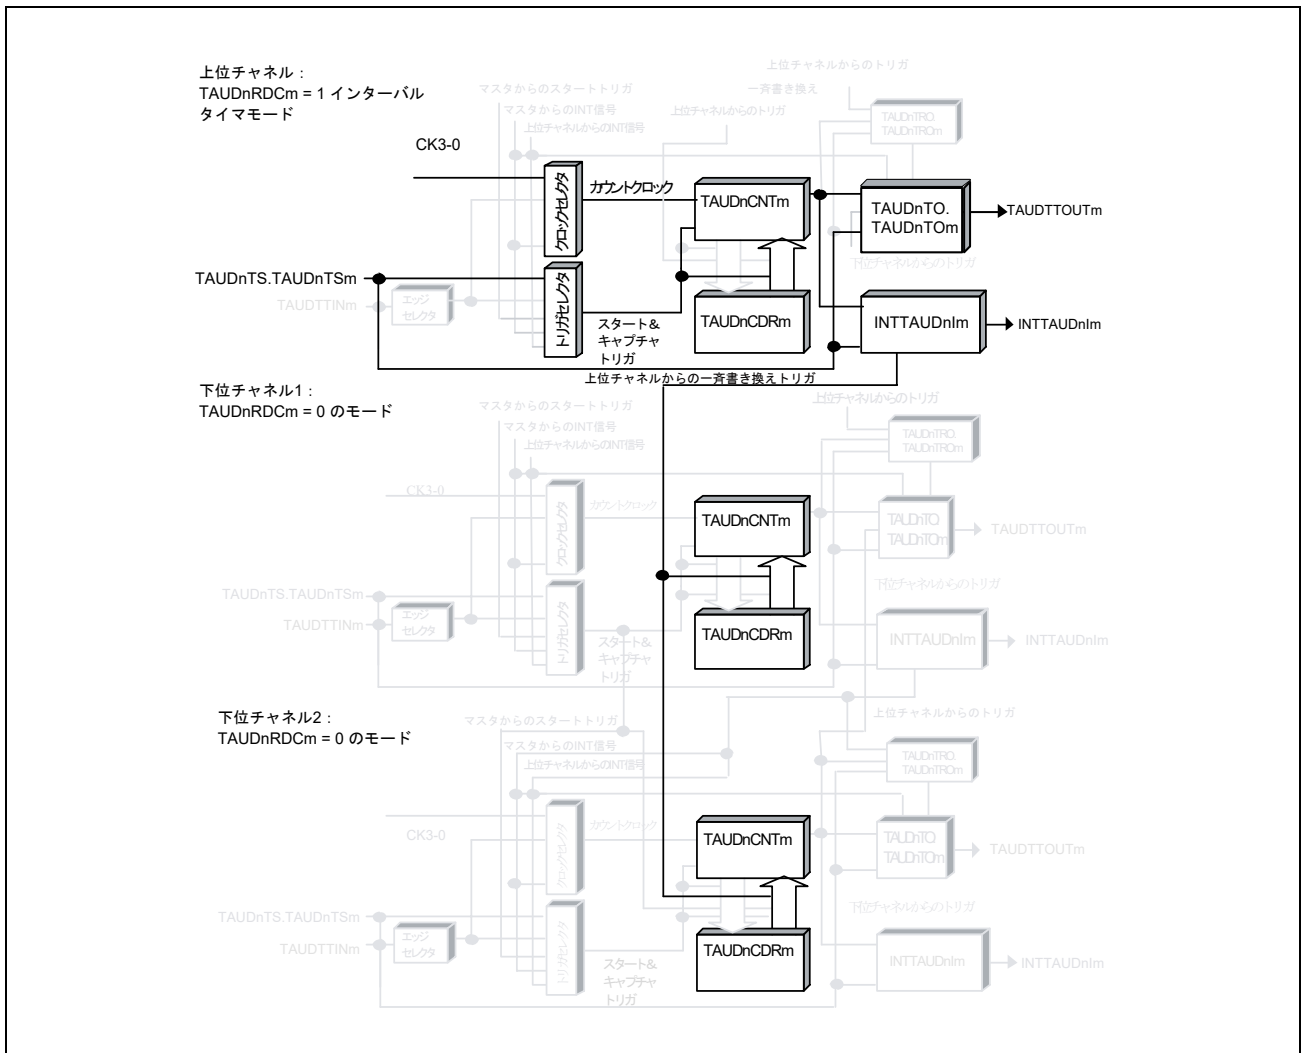 上位チャネル：
TAUDnRDCm = 1 インターバル
タイマモード
上位チャネルからのトリガ
マスタからのスタートトリガ
一斉書き換え
マスタからのINT信号
上位チャネルからのトリガ
上位チャネルからのINT信号
TAUDnTRO.
TAUDnTROm
CK3-0
クロックセレクタ
カウントクロック
TAUDnCNTm
TAUDnTO.
TAUDnTOm
TAUDTTOUTm
下位チャネルからのトリガ
TAUDnTS.TAUDnTSm
TAUDTTINm
エッジ
セレクタ
トリガセレクタ
スタート&
キャプチャ
トリガ
TAUDnCDRm
INTTAUDnIm
INTTAUDnIm
上位チャネルからの一斉書き換えトリガ
下位チャネル1：
TAUDnRDCm = 0 のモード
マスタからのスタートトリガ
マスタからのINT信号
上位チャネルからのINT信号
上位チャネルからのトリガ
TAUDnTRO.
TAUDnTROm
CK3-0
クロックセレクタ
カウントクロック
TAUDnCNTm
TAUDnTO.
TAUDnTOm
TAUDTTOUTm
下位チャネルからのトリガ
TAUDnTS.TAUDnTSm
TAUDTTINm
エッジ
セレクタ
トリガセレクタ
スタート&
キャプチャ
トリガ
TAUDnCDRm
INTTAUDnIm
INTTAUDnIm
下位チャネル2：
TAUDnRDCm = 0 のモード
マスタからのスタートトリガ
マスタからのINT信号
上位チャネルからのINT信号
上位チャネルからのトリガ
TAUDnTRO.
TAUDnTROm
CK3-0
クロックセレクタ
カウントクロック
TAUDnCNTm
TAUDnTO.
TAUDnTOm
TAUDTTOUTm
下位チャネルからのトリガ
TAUDnTS.TAUDnTSm
TAUDTTINm
エッジ
セレクタ
トリガセレクタ
スタート&
キャプチャ
トリガ
TAUDnCDRm
INTTAUDnIm
INTTAUDnIm